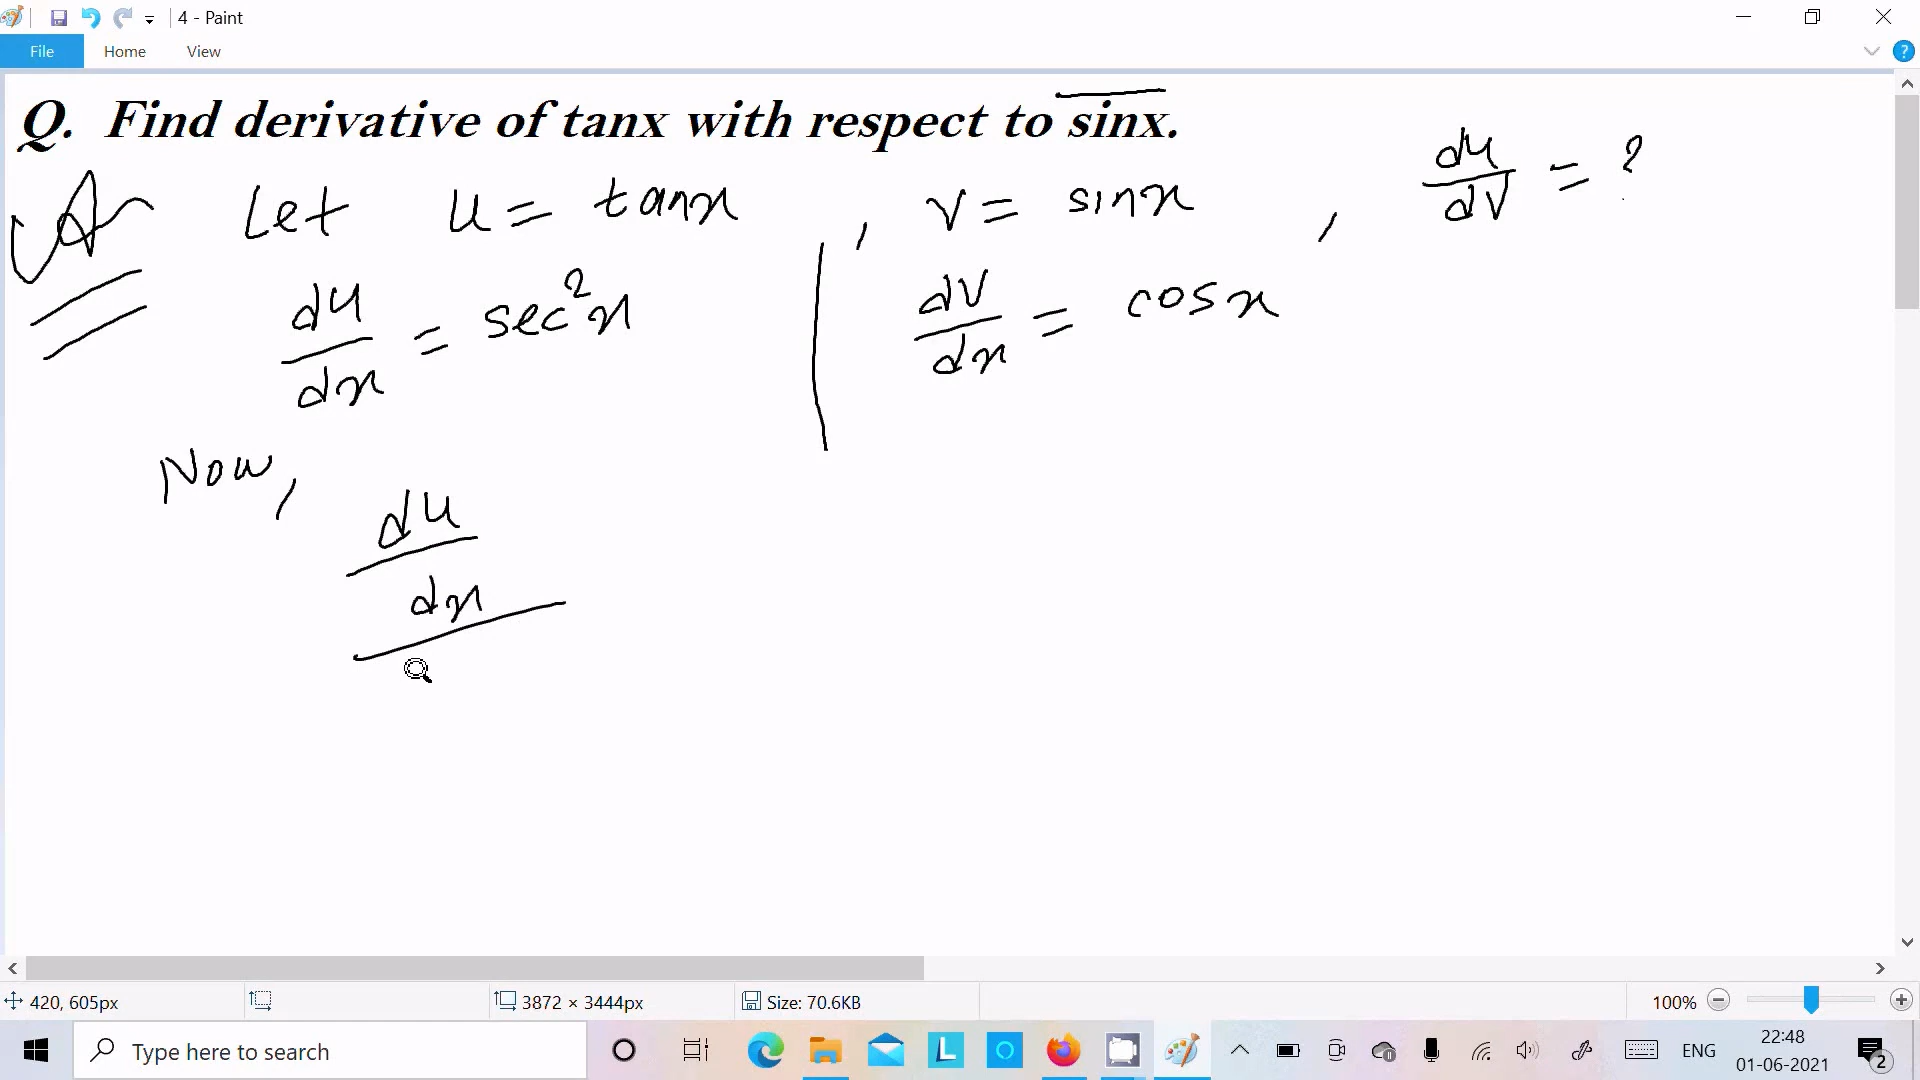 4 - Paint
File Home View
Q. Find derivative of tanx with respect to sinx.
Let u = tanx , v = sinx , du/dv = ?
du/dx = sec²x
dv/dx = cosx
Now,
du/dx
420, 605px 3872 × 3444px Size: 70.6KB 100%
Type here to search ENG 22:48
01-06-2021 2